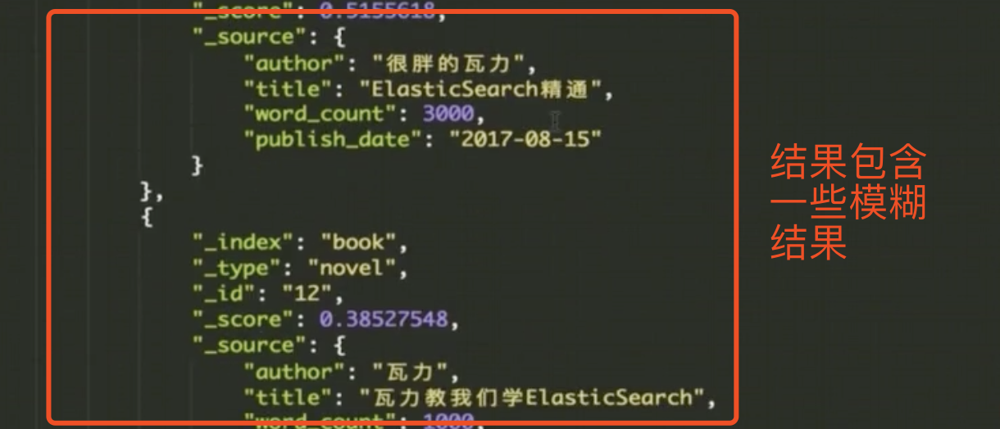 "_score": 0.5155618,
"_source": {
"author": "很胖的瓦力",
"title": "ElasticSearch精通",
"word_count": 3000,
"publish_date": "2017-08-15"
}
},
{
"_index": "book",
"_type": "novel",
"_id": "12",
"_score": 0.38527548,
"_source": {
"author": "瓦力",
"title": "瓦力教我们学ElasticSearch",
"word_count": 1000,
结果包含
一些模糊
结果